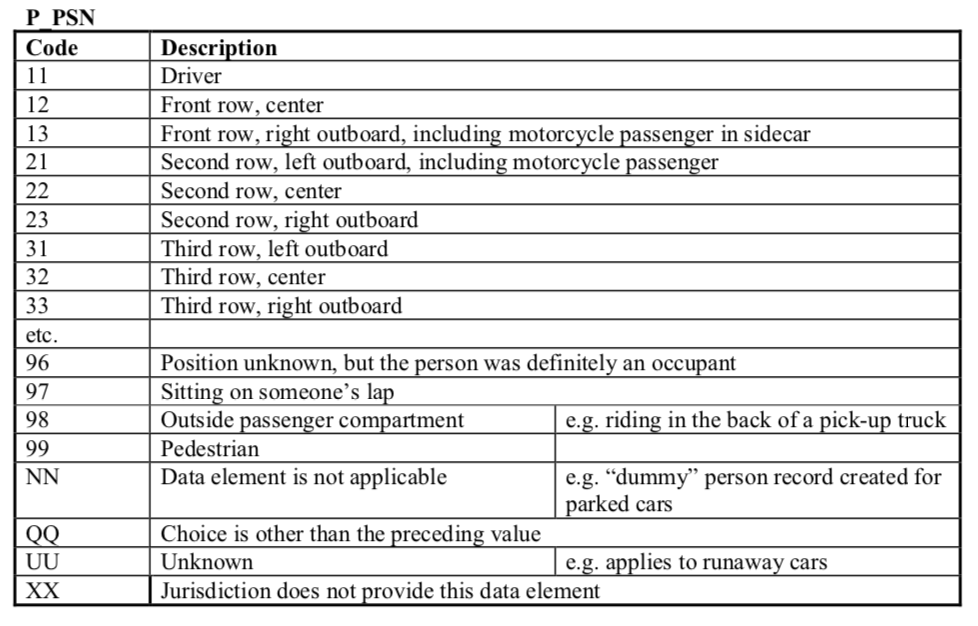 P_PSN
Code Description
11 Driver
12 Front row, center
13 Front row, right outboard, including motorcycle passenger in sidecar
21 Second row, left outboard, including motorcycle passenger
22 Second row, center
23 Second row, right outboard
31 Third row, left outboard
32 Third row, center
33 Third row, right outboard
etc.
96 Position unknown, but the person was definitely an occupant
97 Sitting on someone’s lap
98 Outside passenger compartment e.g. riding in the back of a pick-up truck
99 Pedestrian
NN Data element is not applicable e.g. “dummy” person record created for
parked cars
QQ Choice is other than the preceding value
UU Unknown e.g. applies to runaway cars
XX Jurisdiction does not provide this data element